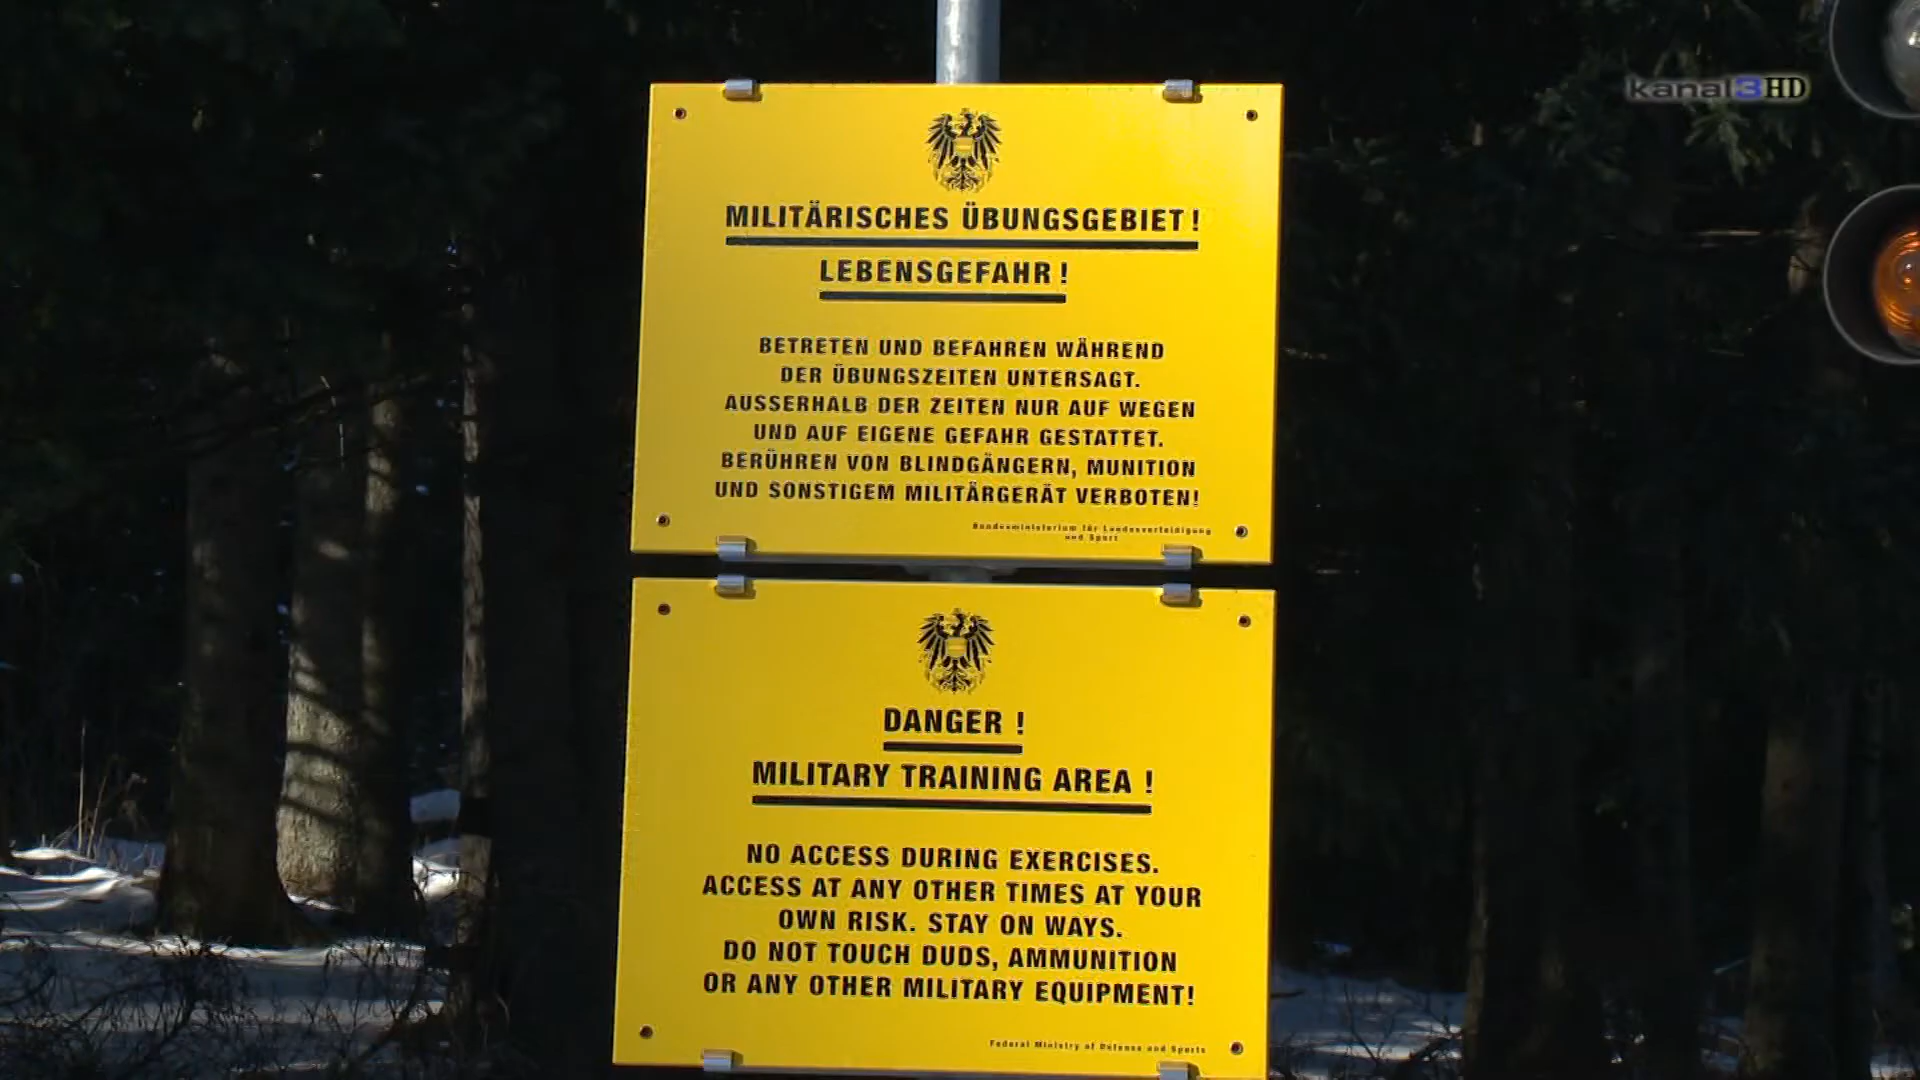 kanal3HD
MILITÄRISCHES ÜBUNGSGEBIET!
LEBENSGEFAHR!
BETRETEN UND BEFAHREN WÄHREND
DER ÜBUNGSZEITEN UNTERSAGT.
AUSSERHALB DER ZEITEN NUR AUF WEGEN
UND AUF EIGENE GEFAHR GESTATTET.
BERÜHREN VON BLINDGÄNGERN, MUNITION
UND SONSTIGEM MILITÄRGERÄT VERBOTEN!
Bundesministerium für Landesverteidigung
und Sport
DANGER !
MILITARY TRAINING AREA !
NO ACCESS DURING EXERCISES.
ACCESS AT ANY OTHER TIMES AT YOUR
OWN RISK. STAY ON WAYS.
DO NOT TOUCH DUDS, AMMUNITION
OR ANY OTHER MILITARY EQUIPMENT!
Federal Ministry of Defense and Sports